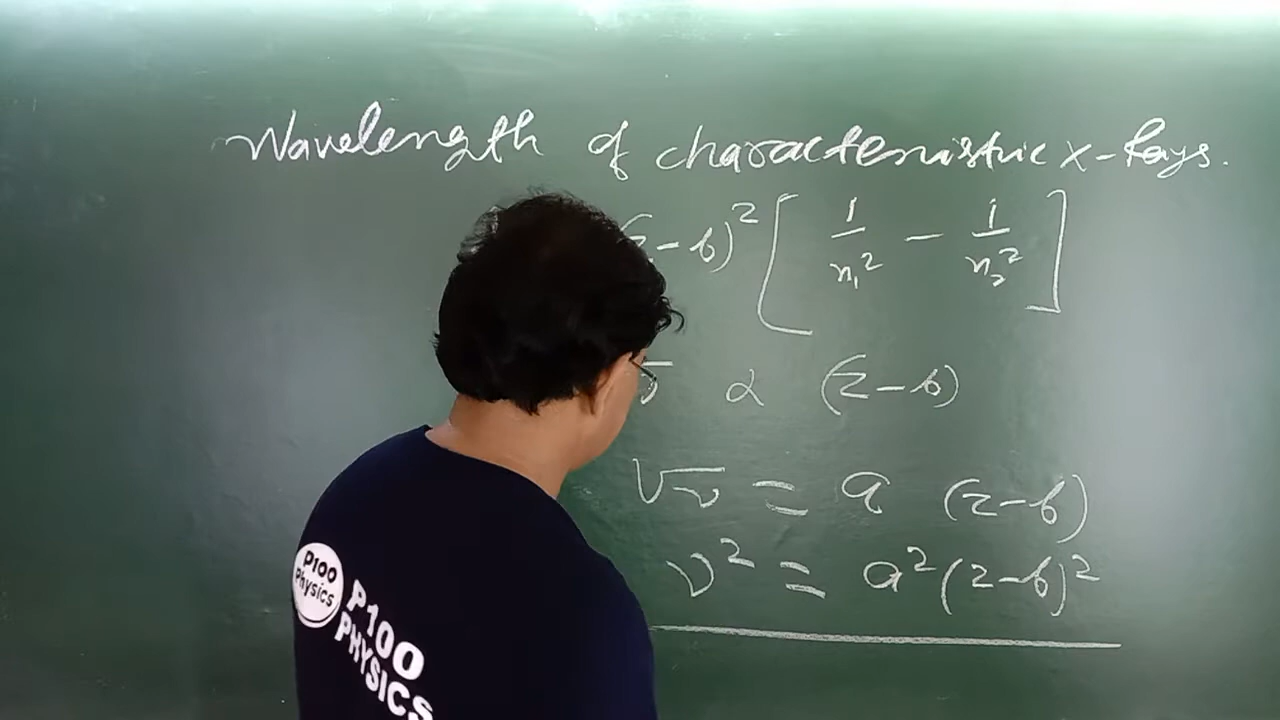 Wavelength of characteristic x-Rays.
- b)² [ 1/n₁² - 1/n₂² ]
α (z-b)
√ν = a (z-b)
ν² = a²(z-b)²
P100 Physics
P100 PHYSICS